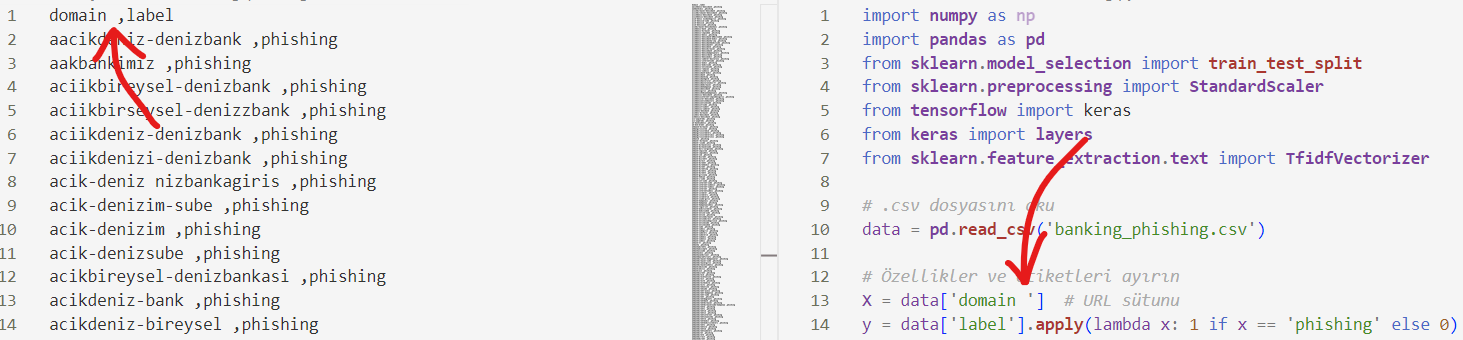 1 domain ,label
2 aacikdeniz-denizbank ,phishing
3 aakbankimiz ,phishing
4 aciikbireysel-denizbank ,phishing
5 aciikbirseysel-denizzbank ,phishing
6 aciikdeniz-denizbank ,phishing
7 aciikdenizi-denizbank ,phishing
8 acik-deniz nizbankagiris ,phishing
9 acik-denizim-sube ,phishing
10 acik-denizim ,phishing
11 acik-denizsube ,phishing
12 acikbireysel-denizbankasi ,phishing
13 acikdeniz-bank ,phishing
14 acikdeniz-bireysel ,phishing
1 import numpy as np
2 import pandas as pd
3 from sklearn.model_selection import train_test_split
4 from sklearn.preprocessing import StandardScaler
5 from tensorflow import keras
6 from keras import layers
7 from sklearn.feature_extraction.text import TfidfVectorizer
8
9 # .csv dosyasını oku
10 data = pd.read_csv('banking_phishing.csv')
11
12 # Özellikler ve etiketleri ayırın
13 X = data['domain '] # URL sütunu
14 y = data['label'].apply(lambda x: 1 if x == 'phishing' else 0)